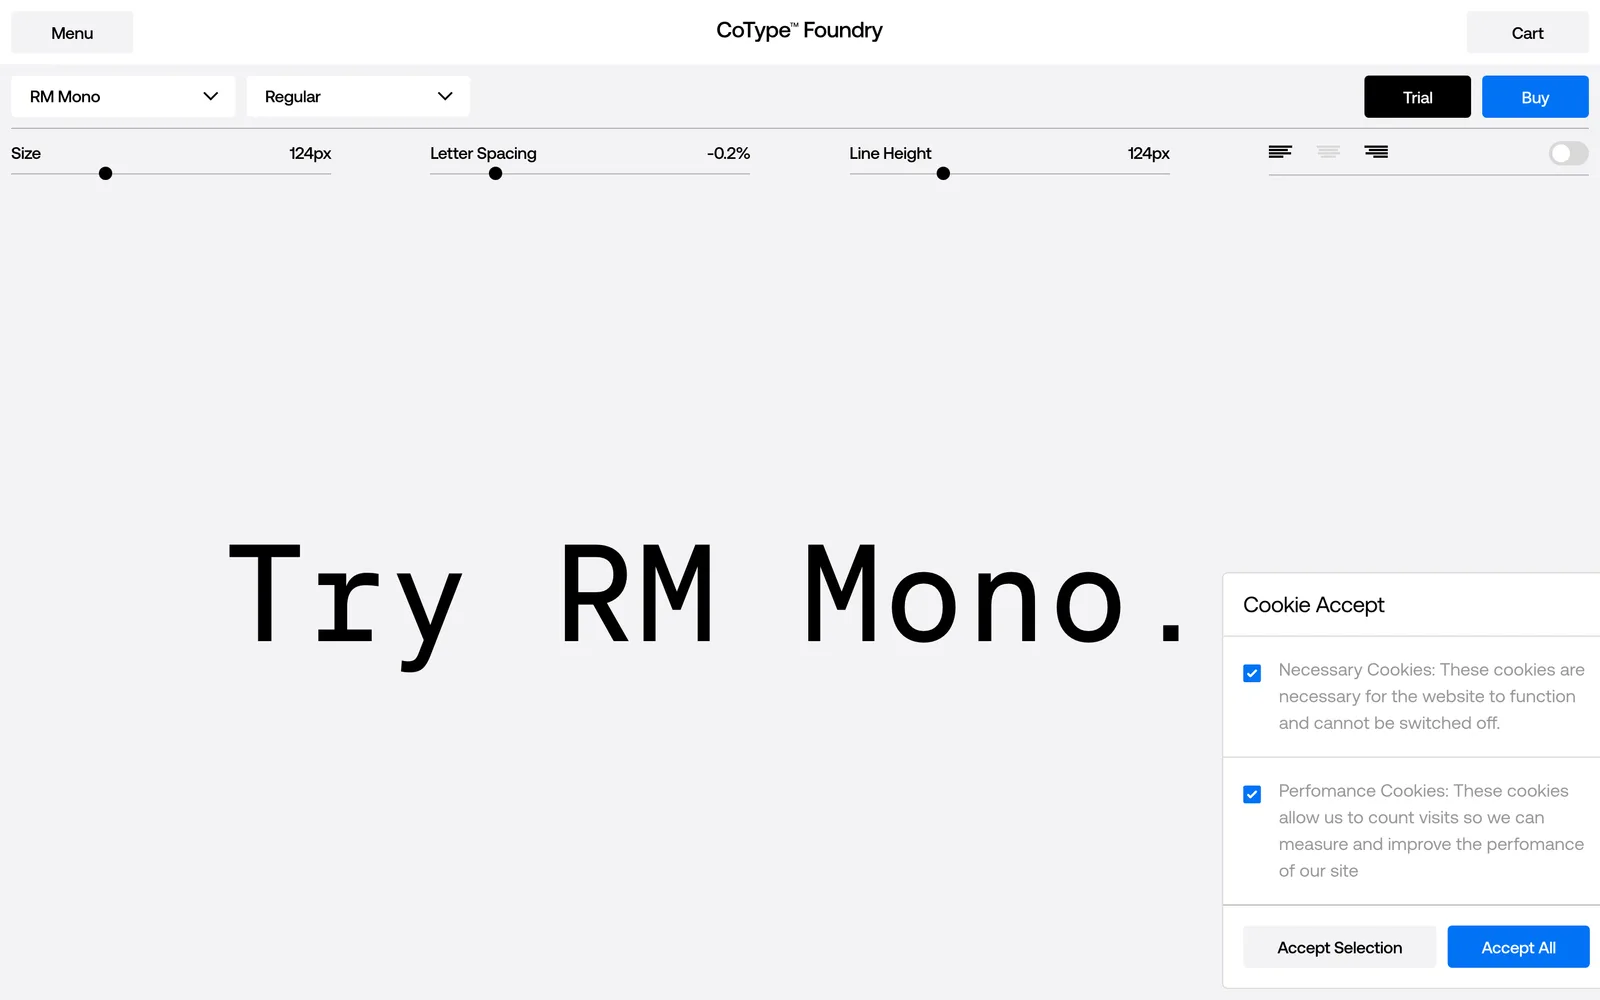 Menu
CoType™ Foundry
Cart
RM Mono
Regular
Trial
Buy
Size
124px
Letter Spacing
-0.2%
Line Height
124px
Try RM Mono.
Cookie Accept
Necessary Cookies: These cookies are
necessary for the website to function
and cannot be switched off.
Perfomance Cookies: These cookies
allow us to count visits so we can
measure and improve the perfomance
of our site
Accept Selection
Accept All